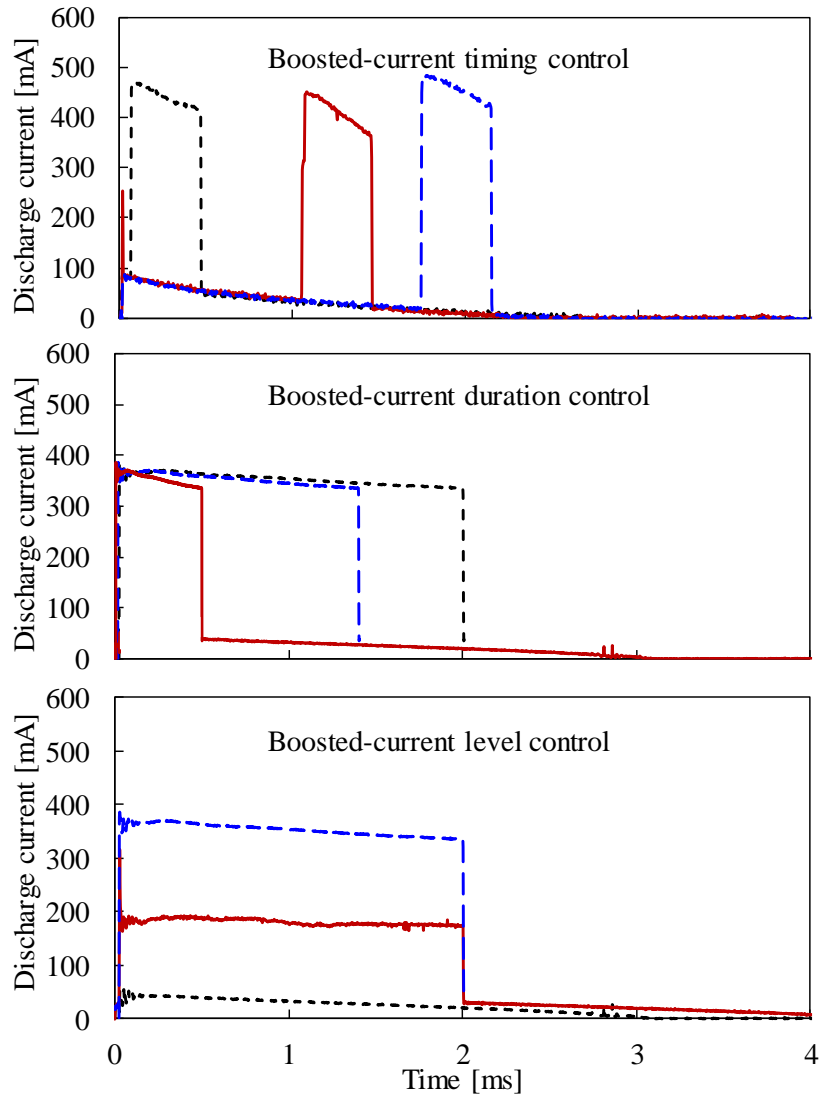 600
500
400
300
200
100
0
Discharge current [mA]
Boosted-current timing control
600
500
400
300
200
100
0
Discharge current [mA]
Boosted-current duration control
600
500
400
300
200
100
0
Discharge current [mA]
Boosted-current level control
0 1 2 3 4
Time [ms]